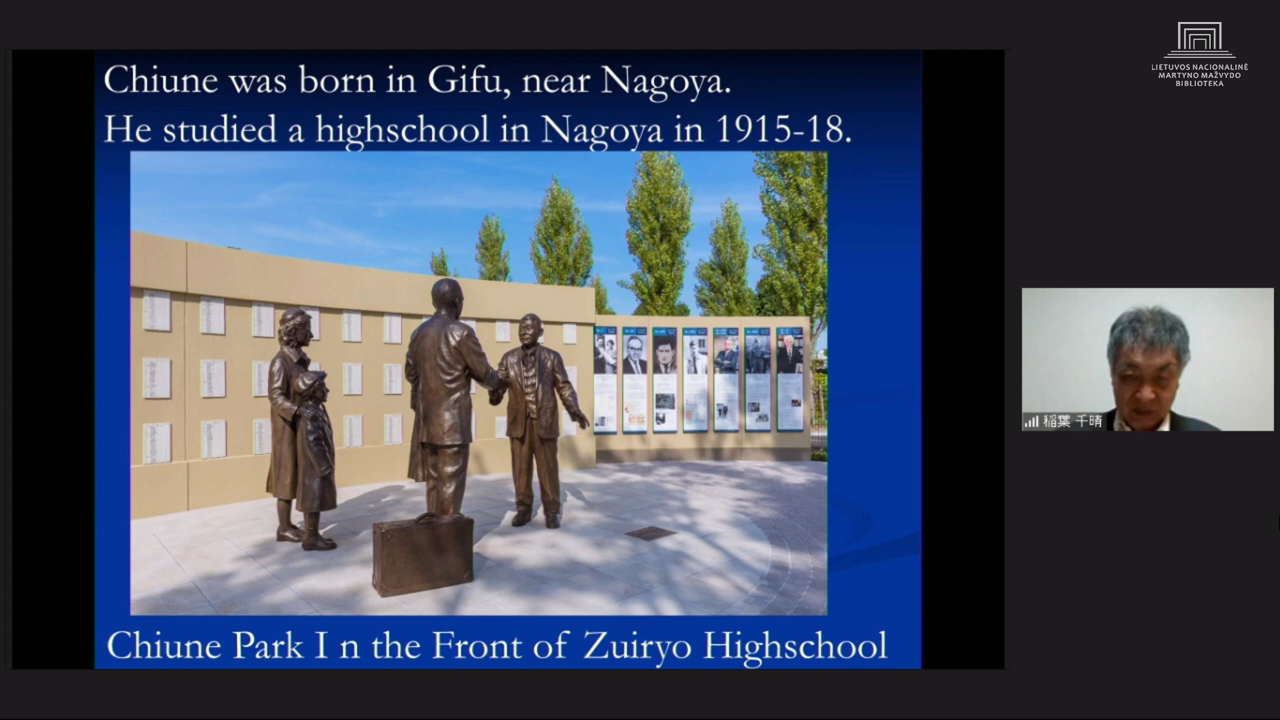 Chiune was born in Gifu, near Nagoya.
He studied a highschool in Nagoya in 1915-18.
Chiune Park I n the Front of Zuiryo Highschool
LIETUVOS NACIONALINĖ
MARTYNO MAŽVYDO
BIBLIOTEKA
稲葉 千晴